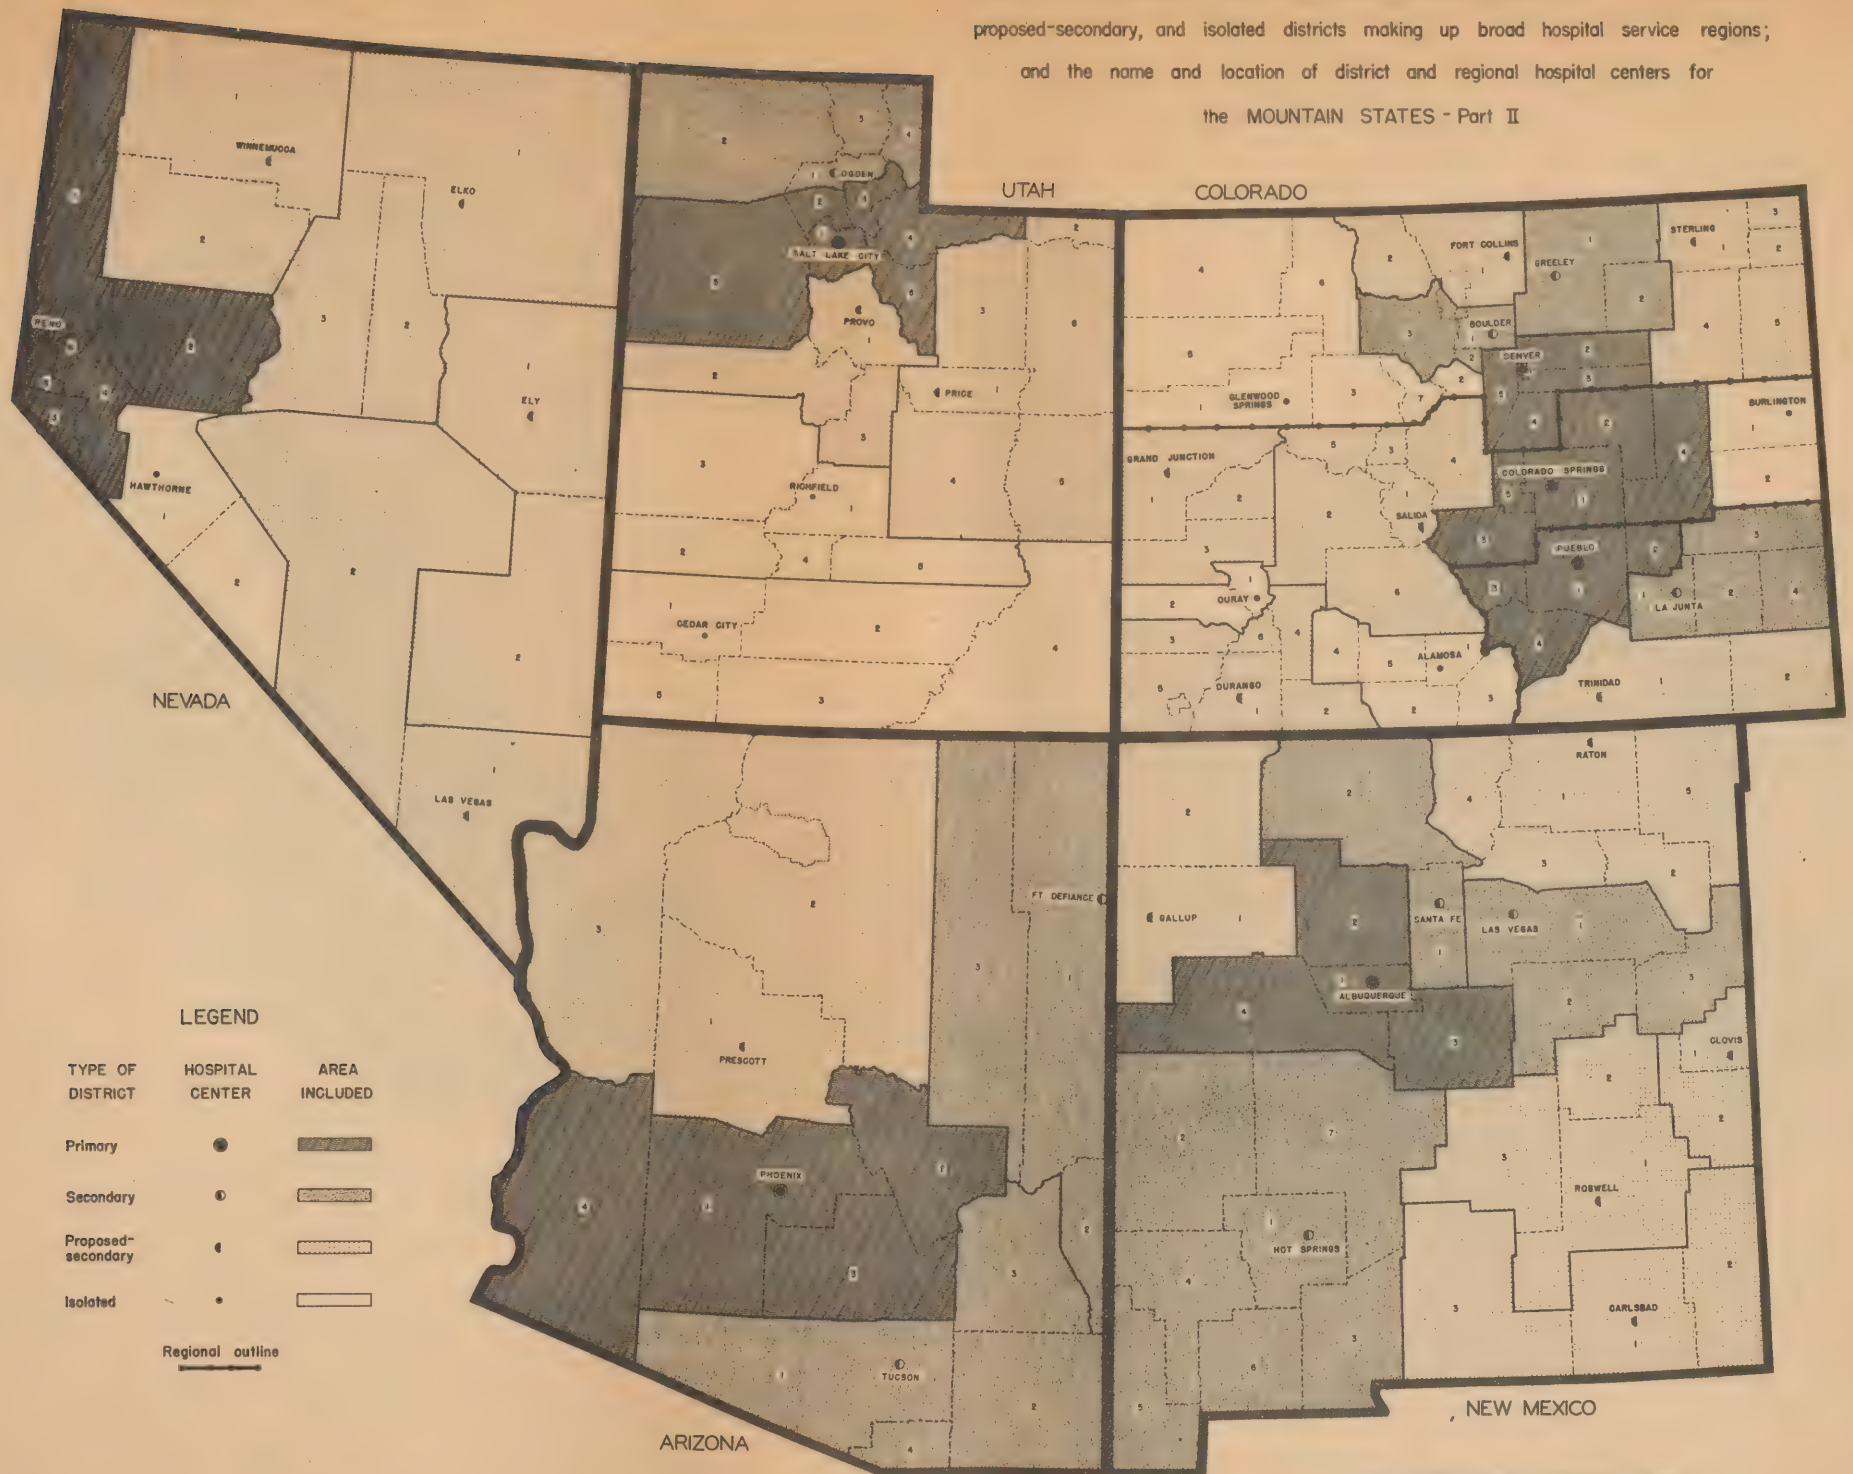 proposed-secondary, and isolated districts making up broad hospital service regions;
and the name and location of district and regional hospital centers for
the MOUNTAIN STATES - Part II
UTAH
COLORADO
NEVADA
ARIZONA
NEW MEXICO
WINNEMUCCA
ELKO
RENO
ELY
HAWTHORNE
LAS VEGAS
OGDEN
SALT LAKE CITY
PROVO
PRICE
RICHFIELD
CEDAR CITY
FORT COLLINS
GREELEY
STERLING
BOULDER
DENVER
GLENWOOD
SPRINGS
BURLINGTON
GRAND JUNCTION
COLORADO SPRINGS
SALIDA
PUEBLO
OURAY
LA JUNTA
ALAMOSA
DURANGO
TRINIDAD
RATON
FT DEFIANCE
GALLUP
SANTA FE
LAS VEGAS
ALBUQUERQUE
CLOVIS
PRESCOTT
PHOENIX
TUCSON
HOT SPRINGS
ROSWELL
CARLSBAD
LEGEND
TYPE OF DISTRICT
HOSPITAL CENTER
AREA INCLUDED
Primary
Secondary
Proposed-
secondary
Isolated
Regional outline